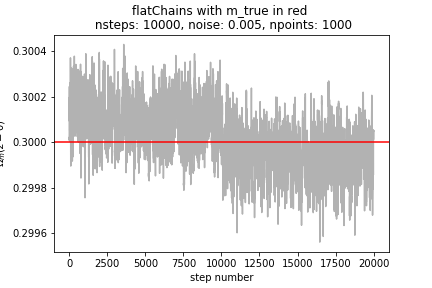 flatChains with m_true in red
nsteps: 10000, noise: 0.005, npoints: 1000
0.3004
0.3002
0.3000
0.2998
0.2996
0 2500 5000 7500 10000 12500 15000 17500 20000
step number